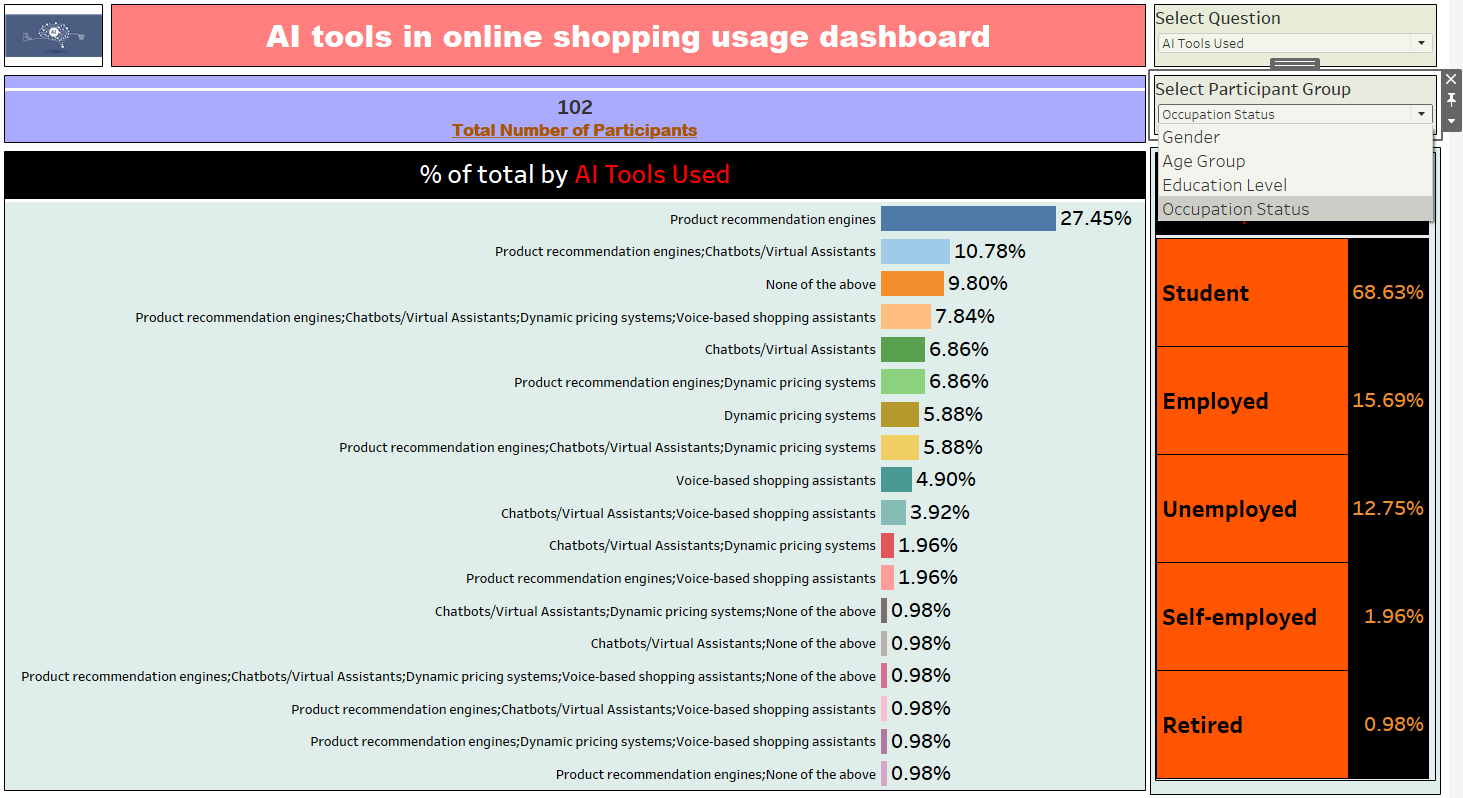 AI tools in online shopping usage dashboard
Select Question
AI Tools Used
102
Total Number of Participants
Select Participant Group
Occupation Status
Gender
Age Group
Education Level
Occupation Status
% of total by AI Tools Used
Product recommendation engines 27.45%
Product recommendation engines;Chatbots/Virtual Assistants 10.78%
None of the above 9.80%
Product recommendation engines;Chatbots/Virtual Assistants;Dynamic pricing systems;Voice-based shopping assistants 7.84%
Chatbots/Virtual Assistants 6.86%
Product recommendation engines;Dynamic pricing systems 6.86%
Dynamic pricing systems 5.88%
Product recommendation engines;Chatbots/Virtual Assistants;Dynamic pricing systems 5.88%
Voice-based shopping assistants 4.90%
Chatbots/Virtual Assistants;Voice-based shopping assistants 3.92%
Chatbots/Virtual Assistants;Dynamic pricing systems 1.96%
Product recommendation engines;Voice-based shopping assistants 1.96%
Chatbots/Virtual Assistants;Dynamic pricing systems;None of the above 0.98%
Chatbots/Virtual Assistants;None of the above 0.98%
Product recommendation engines;Chatbots/Virtual Assistants;Dynamic pricing systems;Voice-based shopping assistants;None of the above 0.98%
Product recommendation engines;Chatbots/Virtual Assistants;Voice-based shopping assistants 0.98%
Product recommendation engines;Dynamic pricing systems;Voice-based shopping assistants 0.98%
Product recommendation engines;None of the above 0.98%
Student 68.63%
Employed 15.69%
Unemployed 12.75%
Self-employed 1.96%
Retired 0.98%